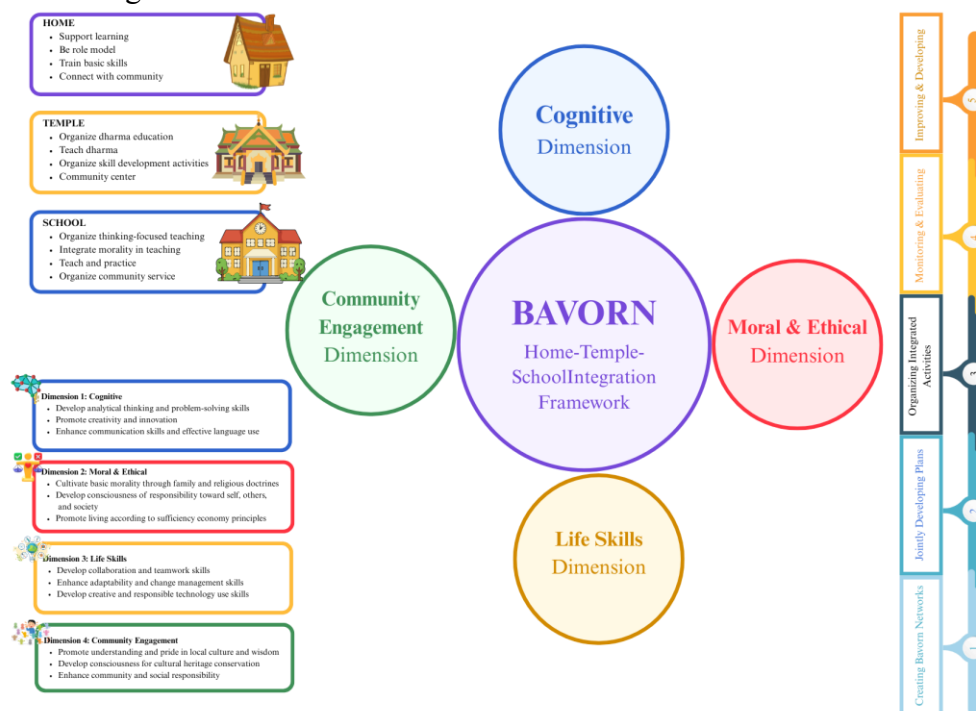 HOME
• Support learning
• Be role model
• Train basic skills
• Connect with community
TEMPLE
• Organize dharma education
• Teach dharma
• Organize skill development activities
• Community center
SCHOOL
• Organize thinking-focused teaching
• Integrate morality in teaching
• Teach and practice
• Organize community service
Dimension 1: Cognitive
• Develop analytical thinking and problem-solving skills
• Promote creativity and innovation
• Enhance communication skills and effective language use
Dimension 2: Moral & Ethical
• Cultivate basic morality through family and religious doctrines
• Develop consciousness of responsibility toward self, others,
and society
• Promote living according to sufficiency economy principles
Dimension 3: Life Skills
• Develop collaboration and teamwork skills
• Enhance adaptability and change management skills
• Develop creative and responsible technology use skills
Dimension 4: Community Engagement
• Promote understanding and pride in local culture and wisdom
• Develop consciousness for cultural heritage conservation
• Enhance community and social responsibility
Cognitive
Dimension
Community
Engagement
Dimension
BAVORN
Home-Temple-
SchoolIntegration
Framework
Moral & Ethical
Dimension
Life Skills
Dimension
Improving & Developing
5
Monitoring & Evaluating
4
Organizing Integrated
Activities
3
Jointly Developing Plans
2
Creating Bavorn Networks
1